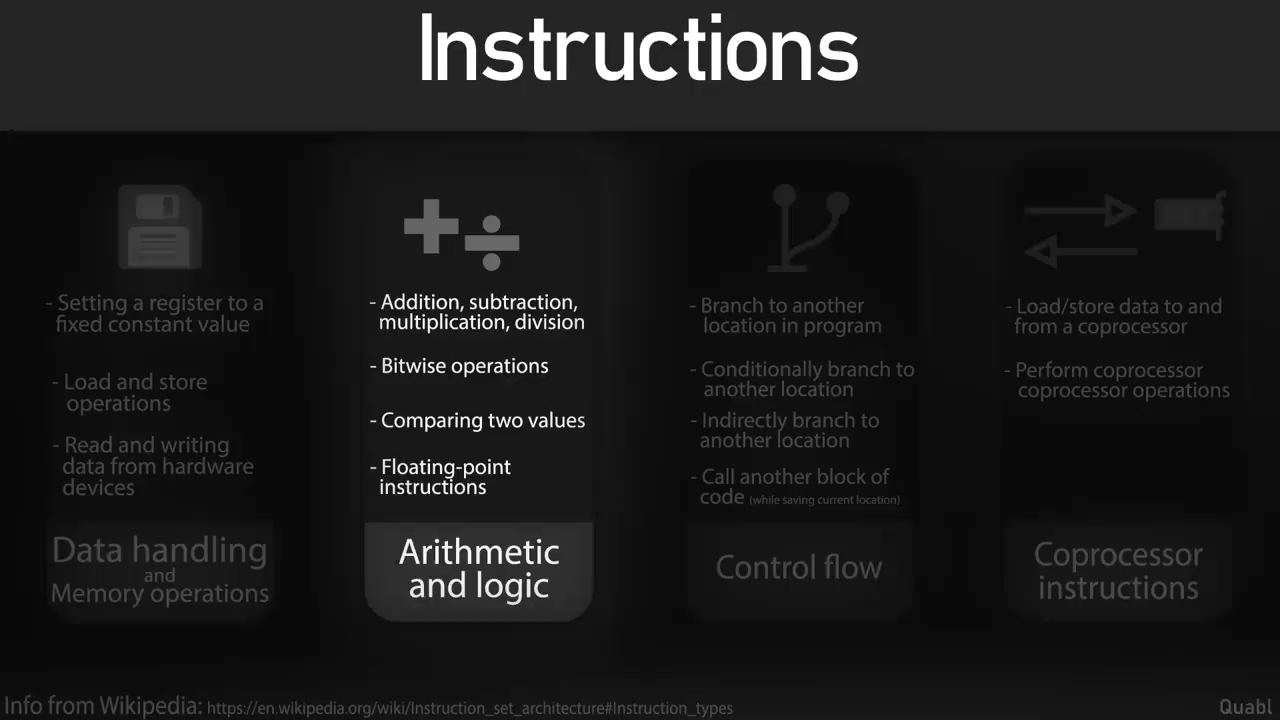 Instructions
- Setting a register to a
fixed constant value
- Load and store
operations
- Read and writing
data from hardware
devices
Data handling
and
Memory operations
- Addition, subtraction,
multiplication, division
- Bitwise operations
- Comparing two values
- Floating-point
instructions
Arithmetic
and logic
- Branch to another
location in program
- Conditionally branch to
another location
- Indirectly branch to
another location
- Call another block of
code (while saving current location)
Control flow
- Load/store data to and
from a coprocessor
- Perform coprocessor
coprocessor operations
Coprocessor
instructions
Info from Wikipedia: https://en.wikipedia.org/wiki/Instruction_set_architecture#Instruction_types
Quabl